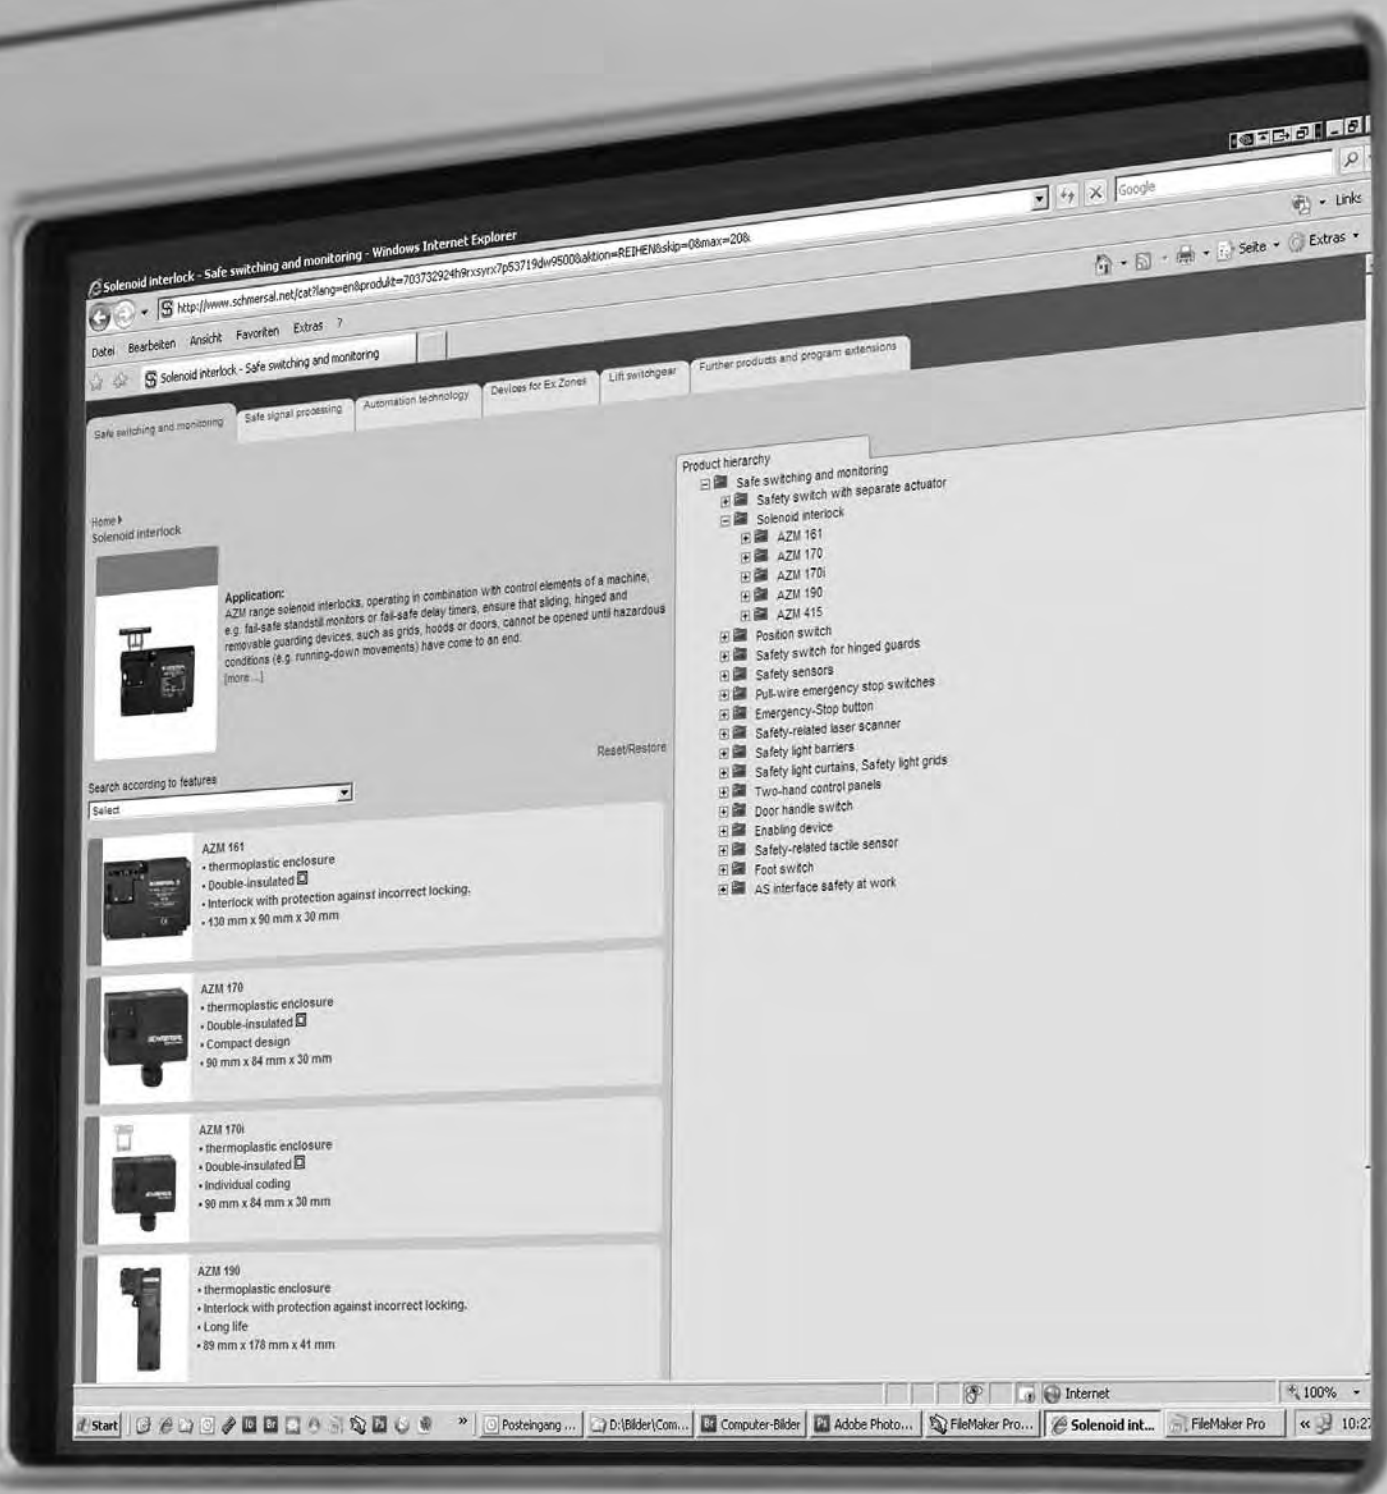 Solenoid interlock - Safe switching and monitoring - Windows Internet Explorer
http://www.schmersal.net/cat?lang=en&produkt=703732924h9rxsyrx7p53719dw9500&aktion=REIHEN&skip=0&max=20&
Google
Datei Bearbeiten Ansicht Favoriten Extras ?
Links
Solenoid interlock - Safe switching and monitoring
Seite Extras
Safe switching and monitoring
Safe signal processing
Automation technology
Devices for Ex Zones
Lift switchgear
Further products and program extensions
Home
Solenoid interlock
Application:
AZM range solenoid interlocks, operating in combination with control elements of a machine,
e.g. fail-safe standstill monitors or fail-safe delay timers, ensure that sliding, hinged and
removable guarding devices, such as grids, hoods or doors, cannot be opened until hazardous
conditions (e.g. running-down movements) have come to an end.
[more ...]
Reset/Restore
Search according to features
Select
AZM 161
• thermoplastic enclosure
• Double-insulated
• Interlock with protection against incorrect locking.
• 130 mm x 90 mm x 30 mm
AZM 170
• thermoplastic enclosure
• Double-insulated
• Compact design
• 90 mm x 84 mm x 30 mm
AZM 170i
• thermoplastic enclosure
• Double-insulated
• Individual coding
• 90 mm x 84 mm x 30 mm
AZM 190
• thermoplastic enclosure
• Interlock with protection against incorrect locking.
• Long life
• 89 mm x 178 mm x 41 mm
Product hierarchy
Safe switching and monitoring
Safety switch with separate actuator
Solenoid interlock
AZM 161
AZM 170
AZM 170i
AZM 190
AZM 415
Position switch
Safety switch for hinged guards
Safety sensors
Pull-wire emergency stop switches
Emergency-Stop button
Safety-related laser scanner
Safety light barriers
Safety light curtains, Safety light grids
Two-hand control panels
Door handle switch
Enabling device
Safety-related tactile sensor
Foot switch
AS interface safety at work
Internet
100%
Start
Posteingang ...
D:\Bilder\Com...
Computer-Bilder
Adobe Photo...
FileMaker Pro...
Solenoid int...
FileMaker Pro
10:27